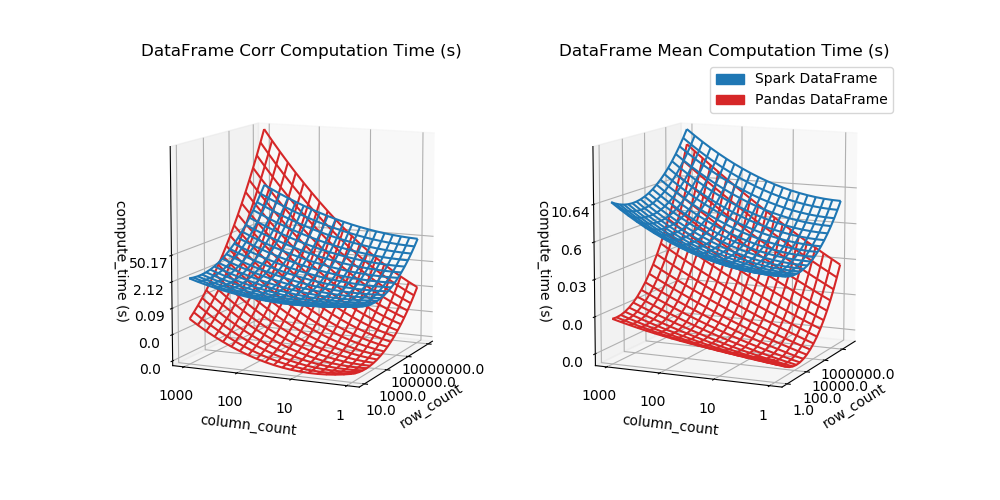 DataFrame Corr Computation Time (s)
compute_time (s)
50.17
2.12
0.09
0.0
0.0
1000
100
10
1
column_count
10.0
1000.0
100000.0
10000000.0
row_count
DataFrame Mean Computation Time (s)
Spark DataFrame
Pandas DataFrame
compute_time (s)
10.64
0.6
0.03
0.0
0.0
1000
100
10
1
column_count
1.0
100.0
10000.0
1000000.0
row_count